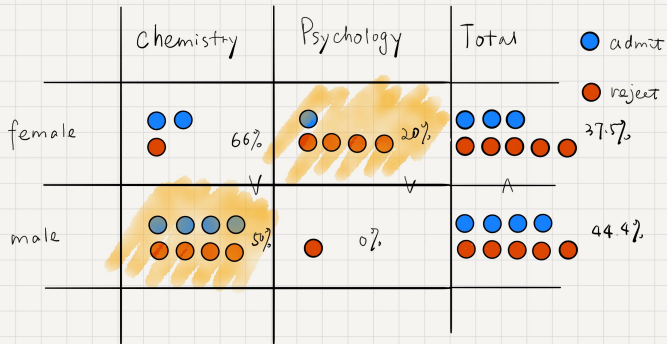 chemistry Psychology Total
admit
reject
female 66% 20% 37.5%
V V Λ
male 50% 0% 44.4%